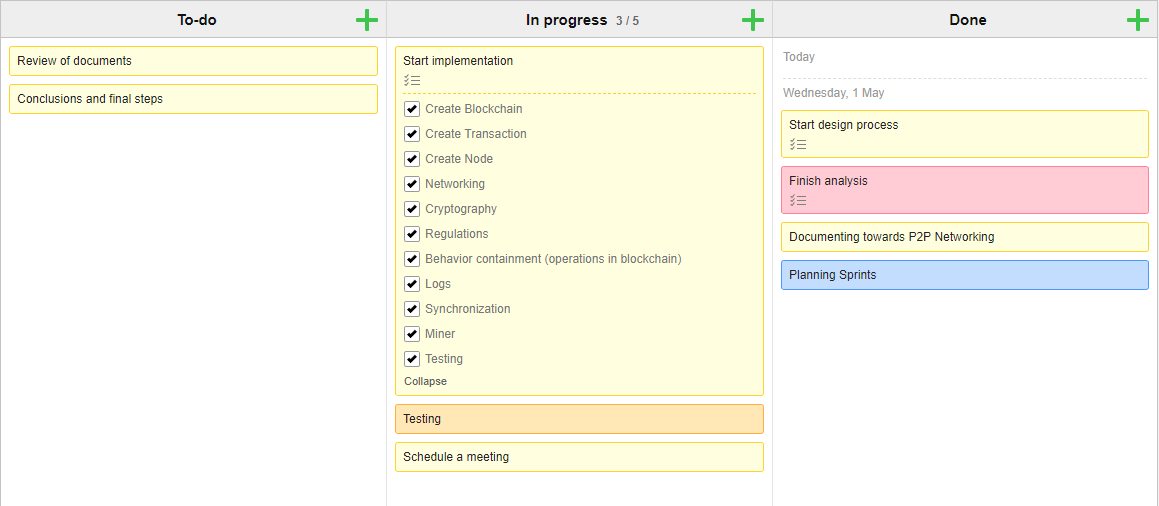 To-do
Review of documents
Conclusions and final steps
In progress 3 / 5
Start implementation
Create Blockchain
Create Transaction
Create Node
Networking
Cryptography
Regulations
Behavior containment (operations in blockchain)
Logs
Synchronization
Miner
Testing
Collapse
Testing
Schedule a meeting
Done
Today
Wednesday, 1 May
Start design process
Finish analysis
Documenting towards P2P Networking
Planning Sprints